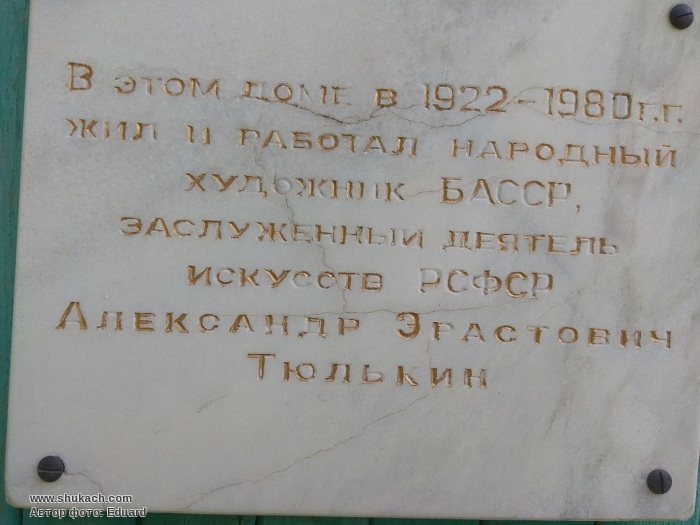 В этом доме в 1922-1980 г.г.
жил и работал народный
художник БАССР,
заслуженный деятель
искусств РСФСР
Александр Эрастович
Тюлькин
www.shukach.com
Автор фото: Eduard